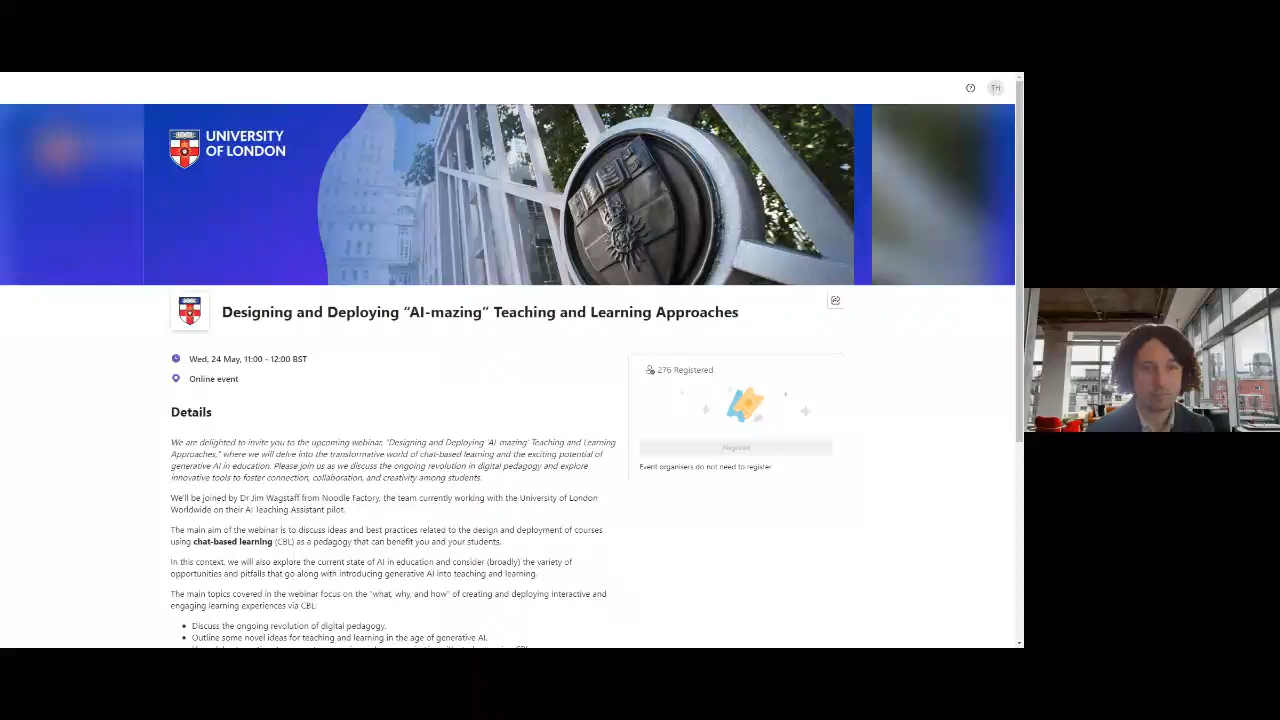 TH
UNIVERSITY
OF LONDON
Designing and Deploying “AI-mazing” Teaching and Learning Approaches
Wed, 24 May, 11:00 - 12:00 BST
Online event
Details
We are delighted to invite you to the upcoming webinar, "Designing and Deploying 'AI mazing' Teaching and Learning
Approaches," where we will delve into the transformative world of chat-based learning and the exciting potential of
generative AI in education. Please join us as we discuss the ongoing revolution in digital pedagogy and explore
innovative tools to foster connection, collaboration, and creativity among students.
We'll be joined by Dr Jim Wagstaff from Noodle Factory, the team currently working with the University of London
Worldwide on their AI Teaching Assistant pilot.
The main aim of the webinar is to discuss ideas and best practices related to the design and deployment of courses
using chat-based learning (CBL) as a pedagogy that can benefit you and your students.
In this context, we will also explore the current state of AI in education and consider (broadly) the variety of
opportunities and pitfalls that go along with introducing generative AI into teaching and learning.
The main topics covered in the webinar focus on the "what, why, and how" of creating and deploying interactive and
engaging learning experiences via CBL:
• Discuss the ongoing revolution of digital pedagogy.
• Outline some novel ideas for teaching and learning in the age of generative AI.
276 Registered
Register
Event organisers do not need to register